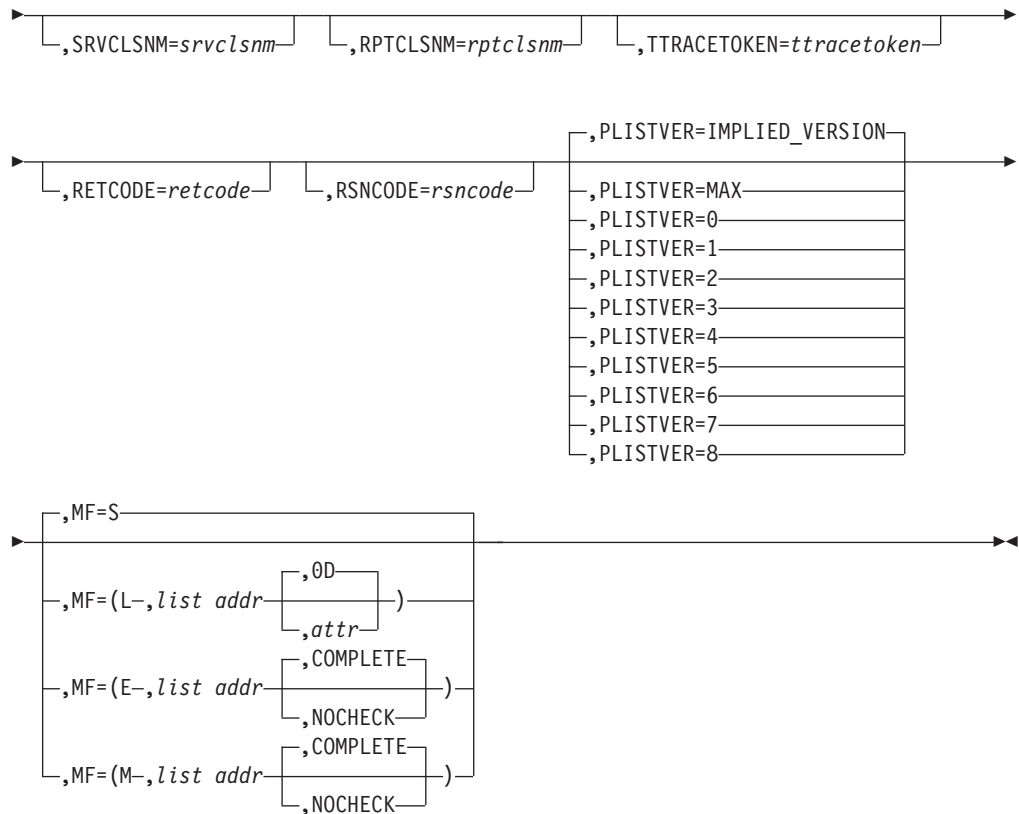 ,SRVCLSNM=srvclsnm ,RPTCLSNM=rptclsnm ,TTRACETOKEN=ttracetoken
,PLISTVER=IMPLIED_VERSION
,RETCODE=retcode ,RSNCODE=rsncode ,PLISTVER=MAX
,PLISTVER=0
,PLISTVER=1
,PLISTVER=2
,PLISTVER=3
,PLISTVER=4
,PLISTVER=5
,PLISTVER=6
,PLISTVER=7
,PLISTVER=8
,MF=S
,0D
,MF=(L ,list addr )
,attr
,COMPLETE
,MF=(E ,list addr )
,NOCHECK
,COMPLETE
,MF=(M ,list addr )
,NOCHECK